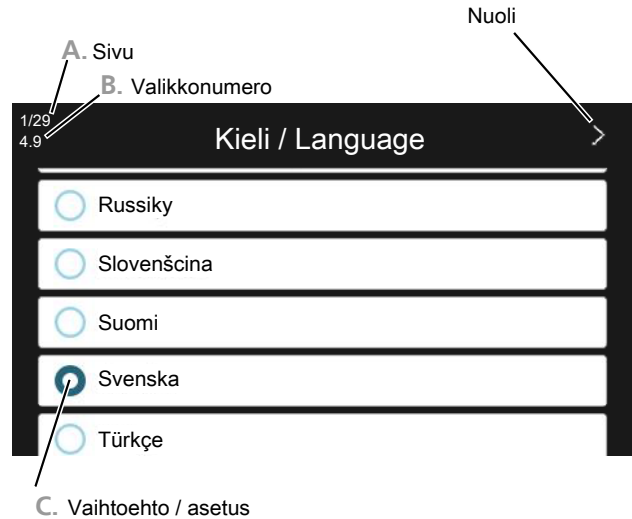 Nuoli
A. Sivu
B. Valikkonumero
1/29
4.9
Kieli / Language
Russiky
Slovenšcina
Suomi
Svenska
Türkçe
C. Vaihtoehto / asetus